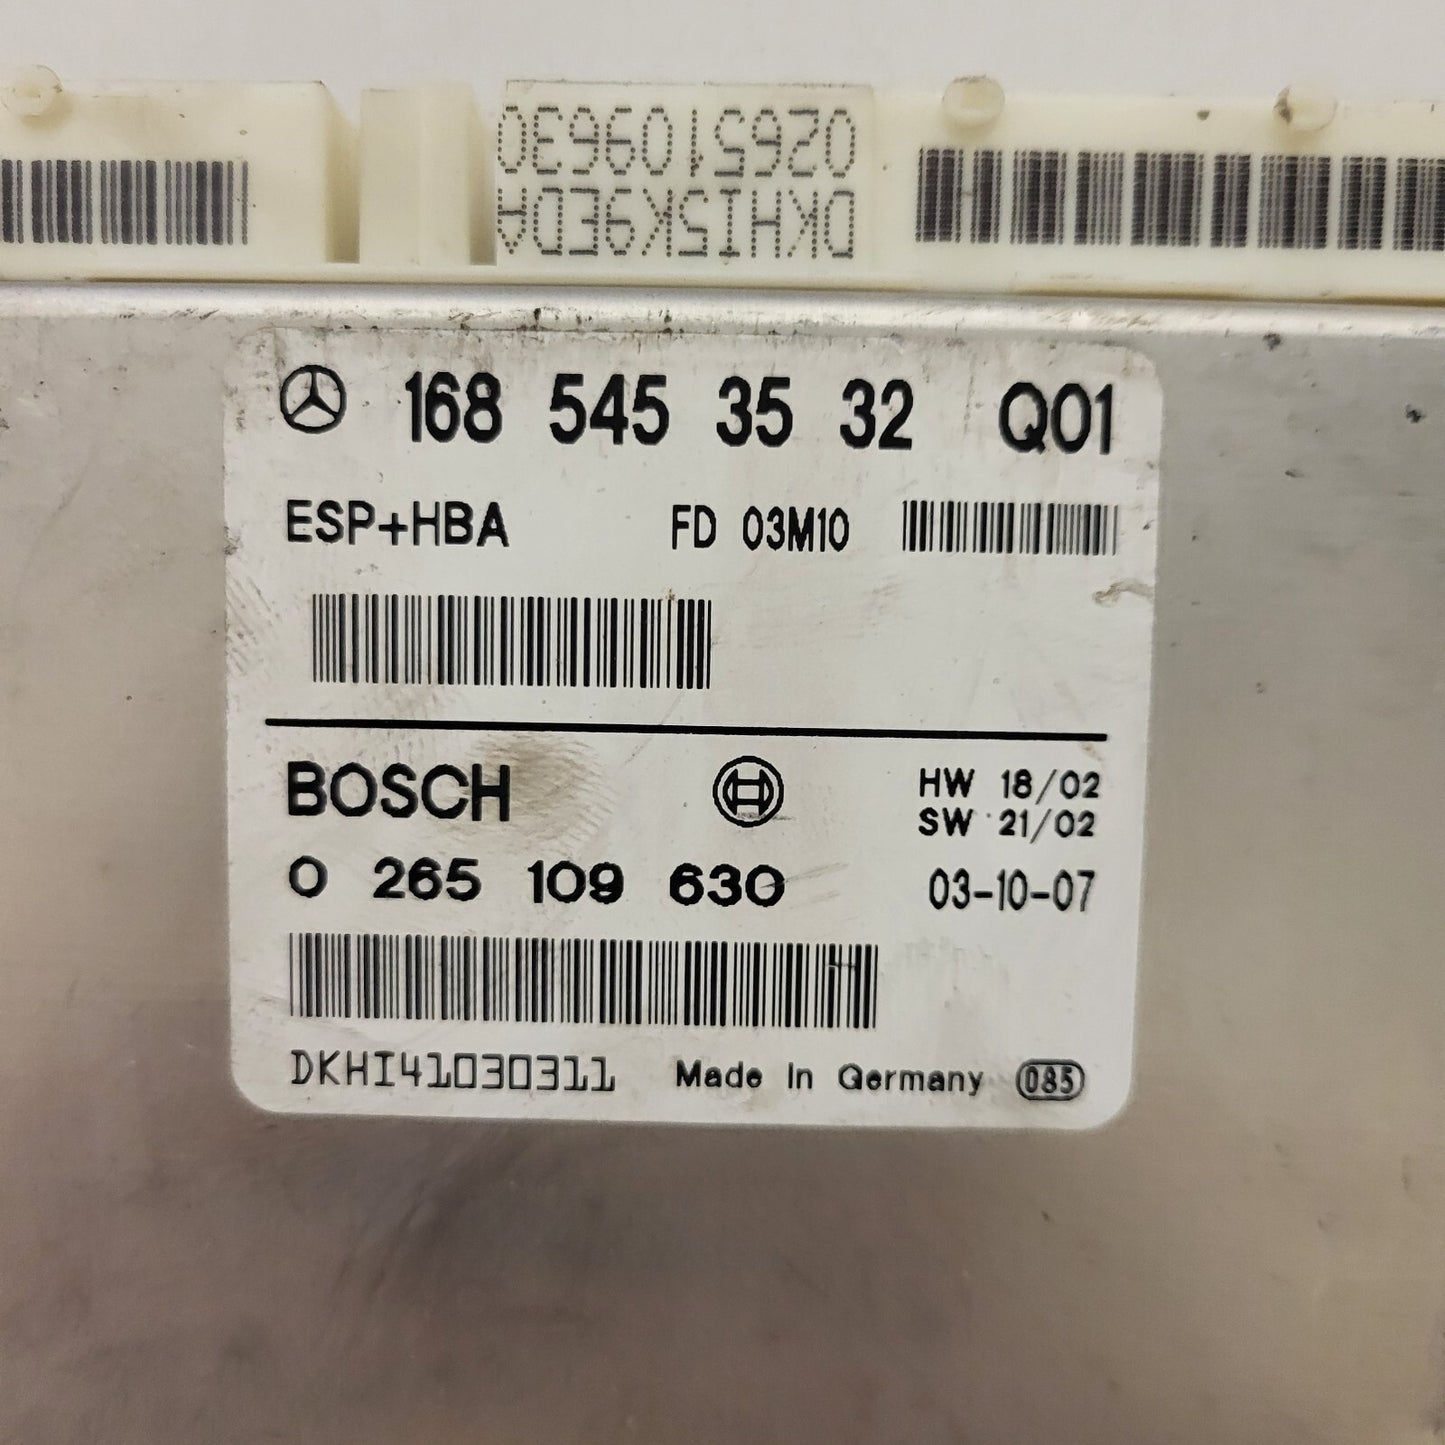 0265109630
DKHI5K9EDA
168 545 35 32 Q01
ESP+HBA FD 03M10
BOSCH HW 18/02
SW 21/02
0 265 109 630 03-10-07
DKHI41030311 Made in Germany 085